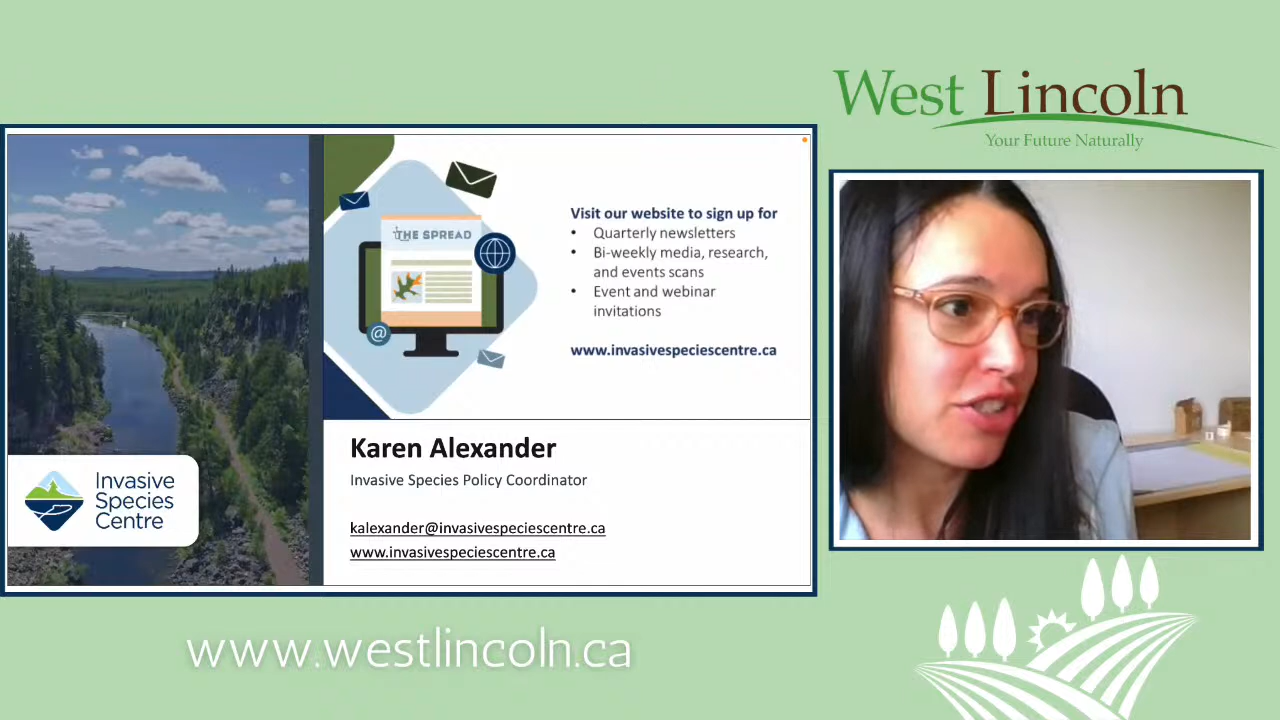 West Lincoln
Your Future Naturally
THE SPREAD
@
Visit our website to sign up for
• Quarterly newsletters
• Bi-weekly media, research,
and events scans
• Event and webinar
invitations
www.invasivespeciescentre.ca
Karen Alexander
Invasive Species Policy Coordinator
kalexander@invasivespeciescentre.ca
www.invasivespeciescentre.ca
Invasive
Species
Centre
www.westlincoln.ca